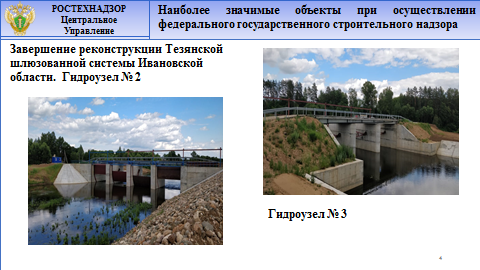 РОСТЕХНАДЗОР
Центральное
Управление
Наиболее значимые объекты при осуществлении
федерального государственного строительного надзора
Завершение реконструкции Тезянской
шлюзованной системы Ивановской
области. Гидроузел № 2
Гидроузел № 3
4